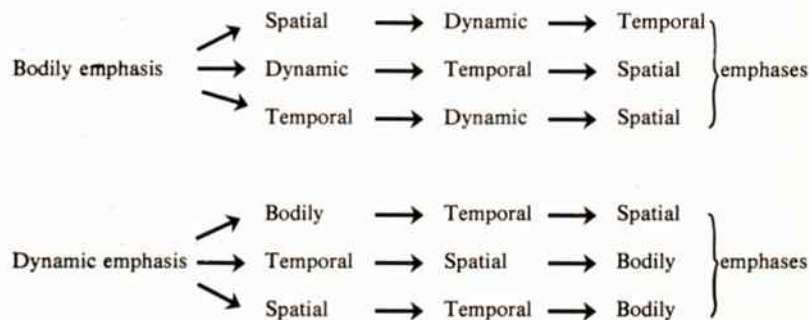 Spatial Dynamic Temporal
Bodily emphasis Dynamic Temporal Spatial emphases
Temporal Dynamic Spatial
Bodily Temporal Spatial
Dynamic emphasis Temporal Spatial Bodily emphases
Spatial Temporal Bodily